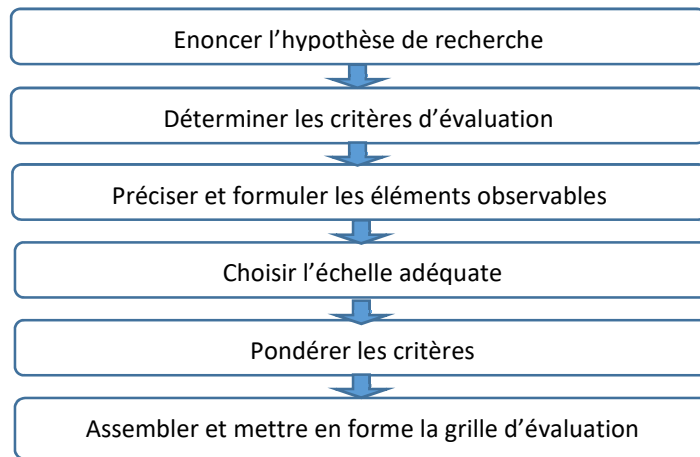 Enoncer l’hypothèse de recherche
Déterminer les critères d’évaluation
Préciser et formuler les éléments observables
Choisir l’échelle adéquate
Pondérer les critères
Assembler et mettre en forme la grille d’évaluation